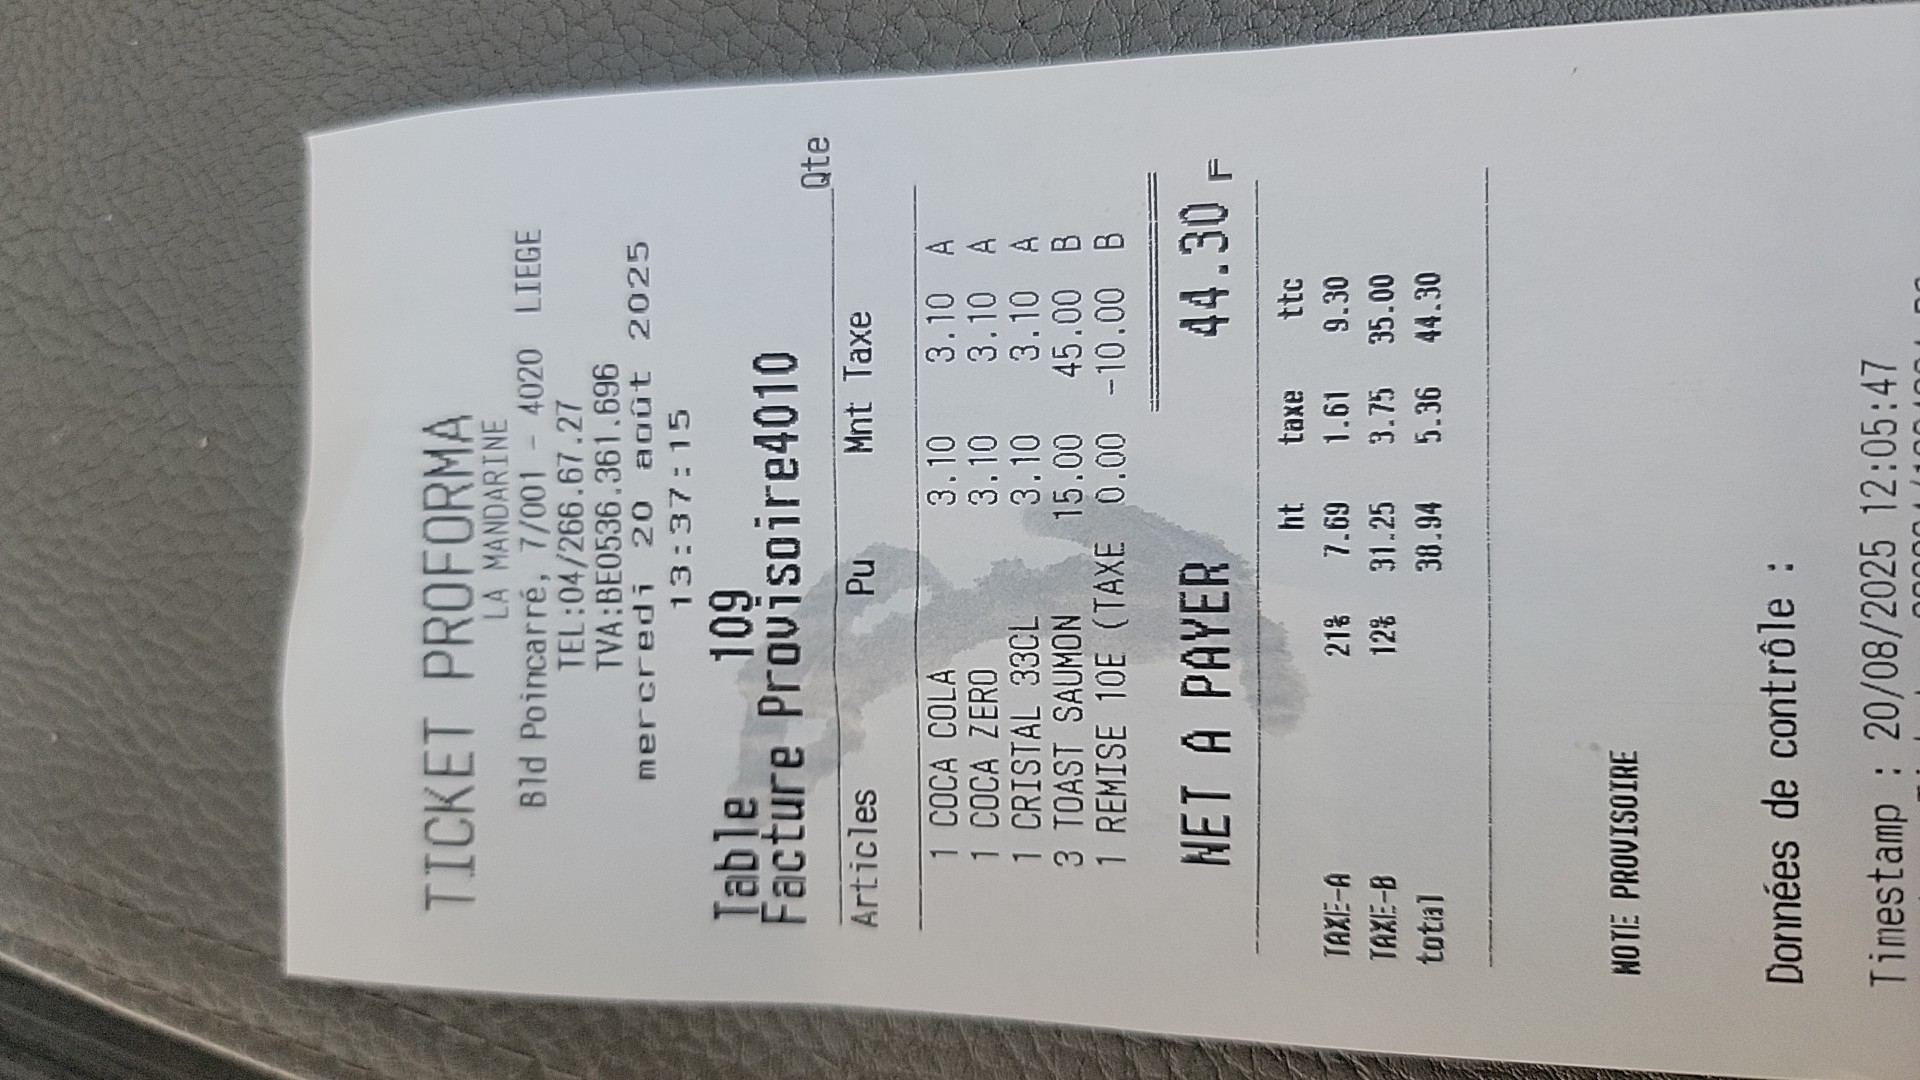 TICKET PROFORMA
LA MANDARINE
Bld Poincarré, 7/001 - 4020 LIEGE
TEL:04/266.67.27
TVA:BE0536.361.696
mercredi 20 août 2025
13:37:15
Table 109
Facture Provisoire4010
Qte
Articles Pu Mnt Taxe
1 COCA COLA 3.10 3.10 A
1 COCA ZERO 3.10 3.10 A
1 CRISTAL 33CL 3.10 3.10 A
3 TOAST SAUMON 15.00 45.00 B
1 REMISE 10E (TAXE 0.00 -10.00 B
NET A PAYER 44.30 F
ht taxe ttc
TAXE-A 21% 7.69 1.61 9.30
TAXE-B 12% 31.25 3.75 35.00
total 38.94 5.36 44.30
NOTE PROVISOIRE
Données de contrôle :
Timestamp : 20/08/2025 12:05:47